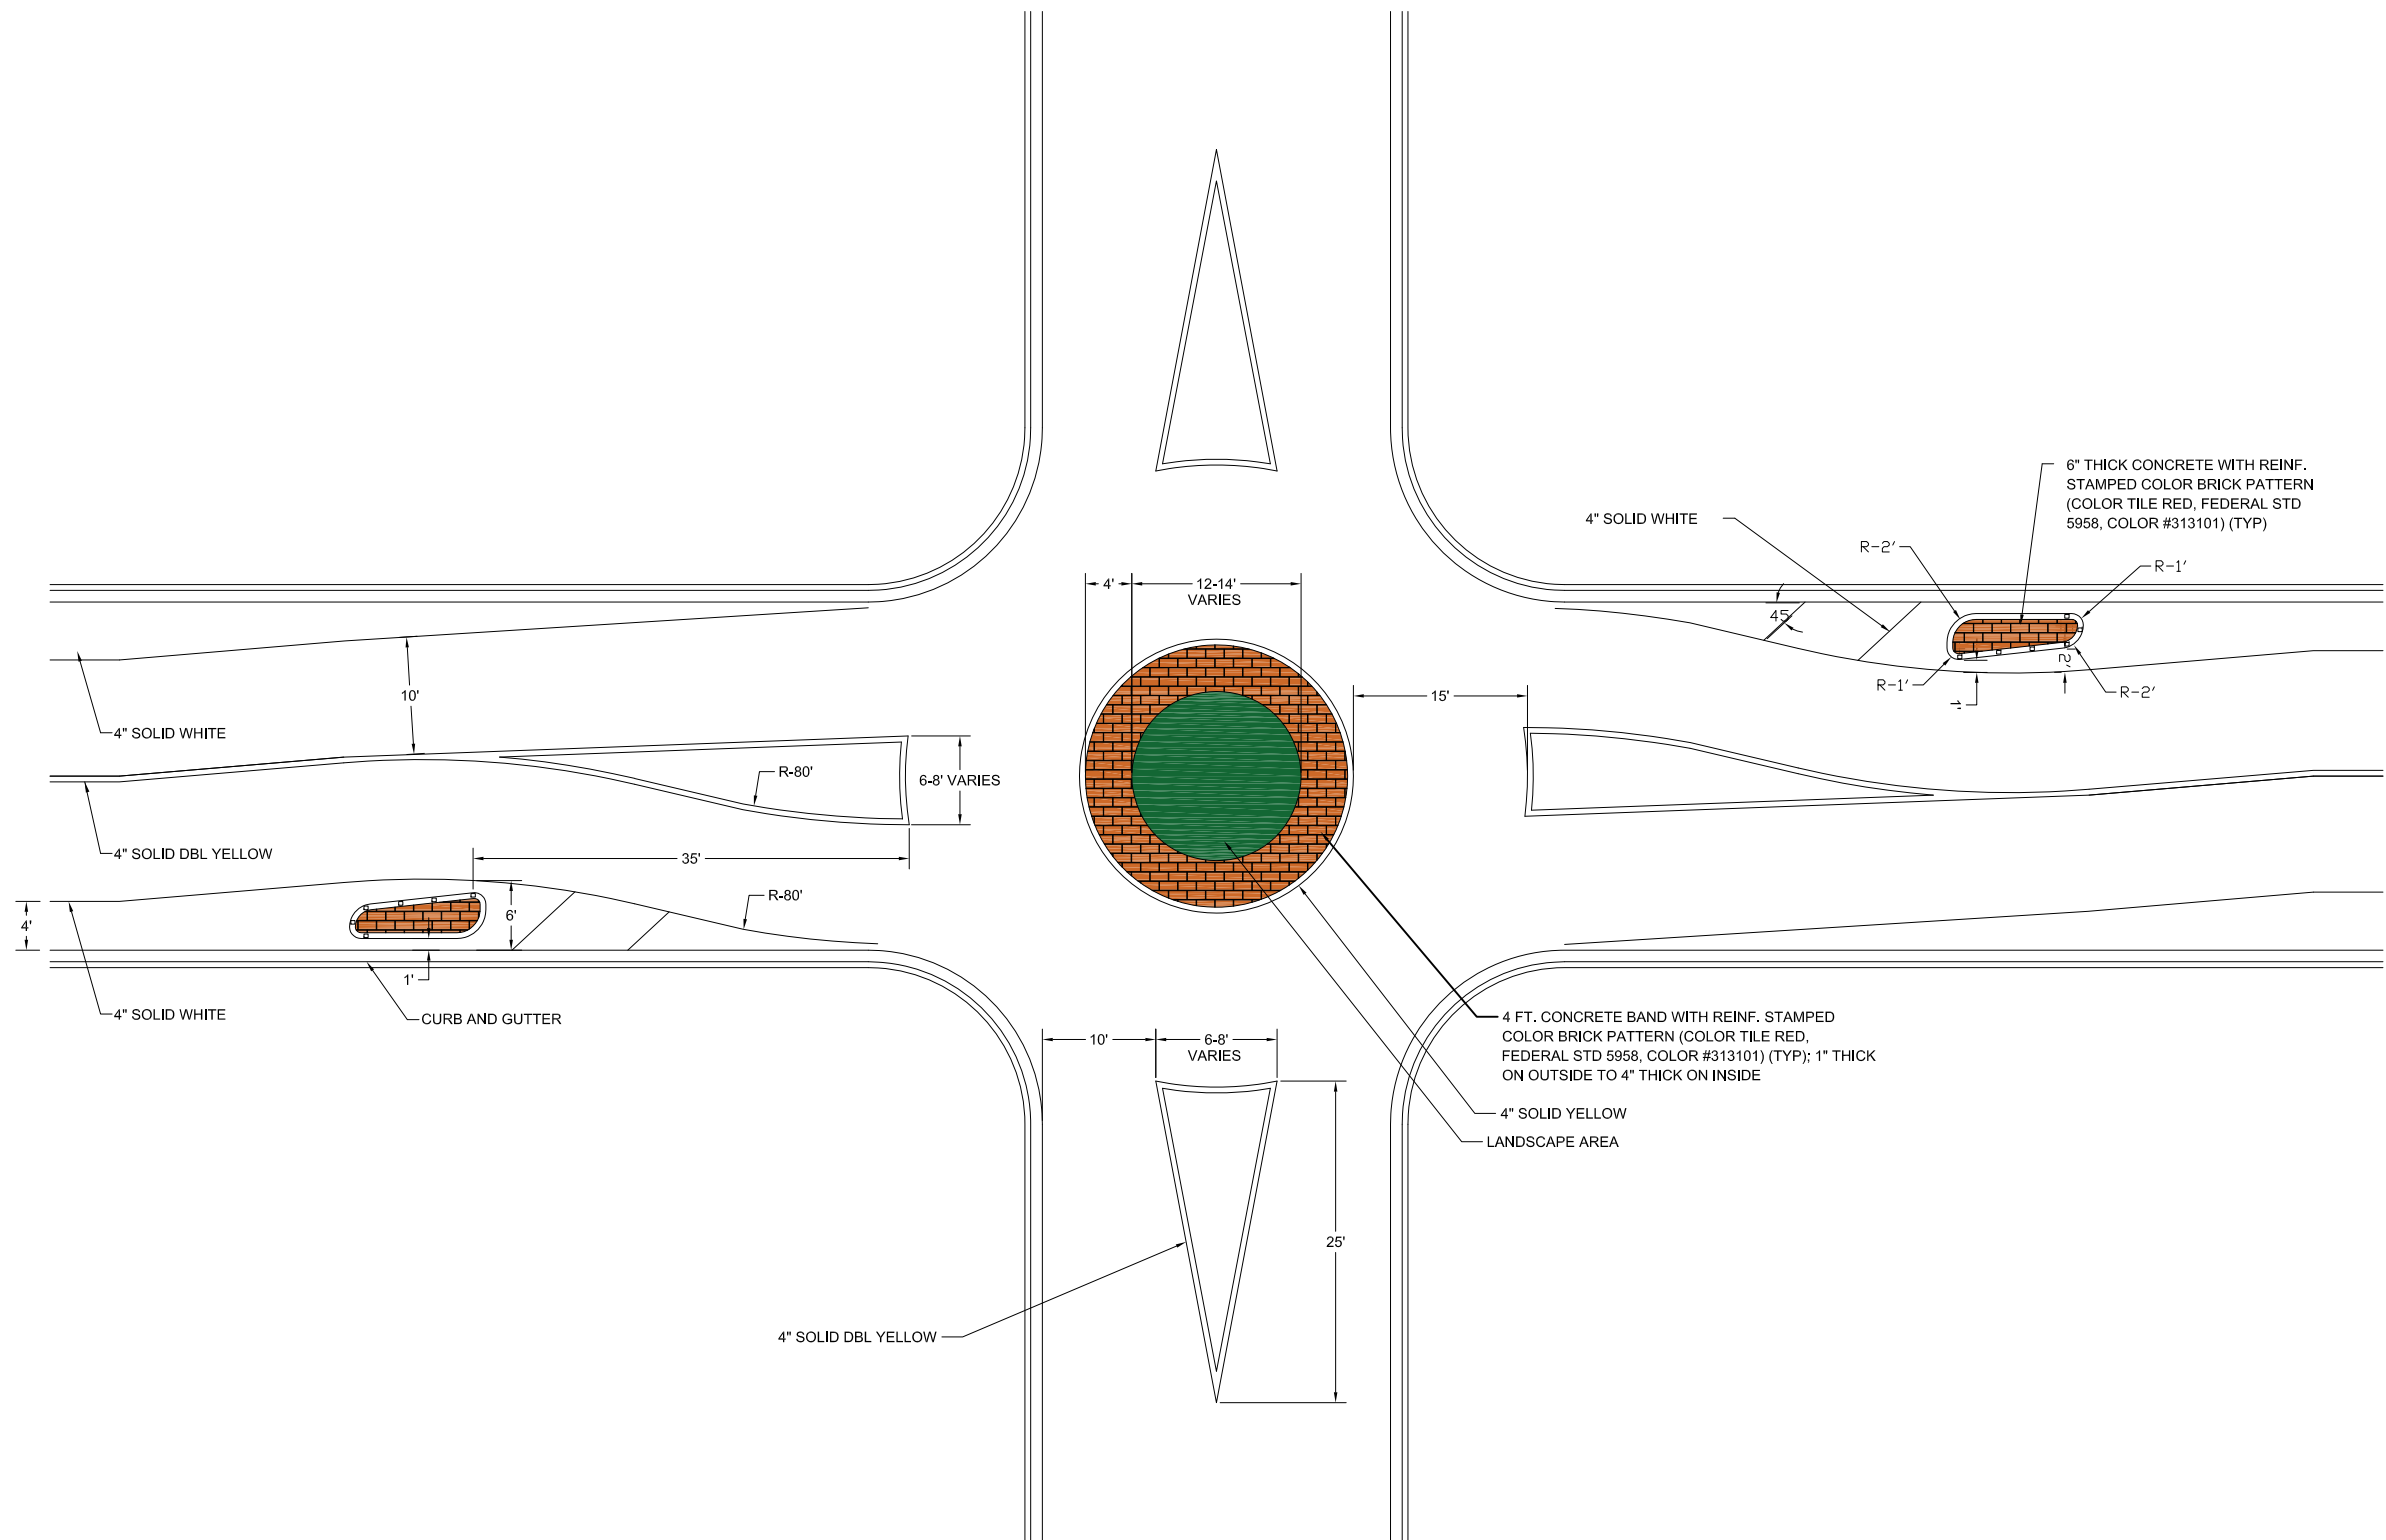 6" THICK CONCRETE WITH REINF.
STAMPED COLOR BRICK PATTERN
(COLOR TILE RED, FEDERAL STD
5958, COLOR #313101) (TYP)
4" SOLID WHITE
R-2'
R-1'
4'
12-14'
VARIES
45
2'
R-1'
R-2'
1'
10'
15'
4" SOLID WHITE
R-80'
6-8' VARIES
4" SOLID DBL YELLOW
35'
R-80'
6'
4'
1'
4" SOLID WHITE
CURB AND GUTTER
4 FT. CONCRETE BAND WITH REINF. STAMPED
COLOR BRICK PATTERN (COLOR TILE RED,
FEDERAL STD 5958, COLOR #313101) (TYP); 1" THICK
ON OUTSIDE TO 4" THICK ON INSIDE
10'
6-8'
VARIES
4" SOLID YELLOW
LANDSCAPE AREA
25'
4" SOLID DBL YELLOW